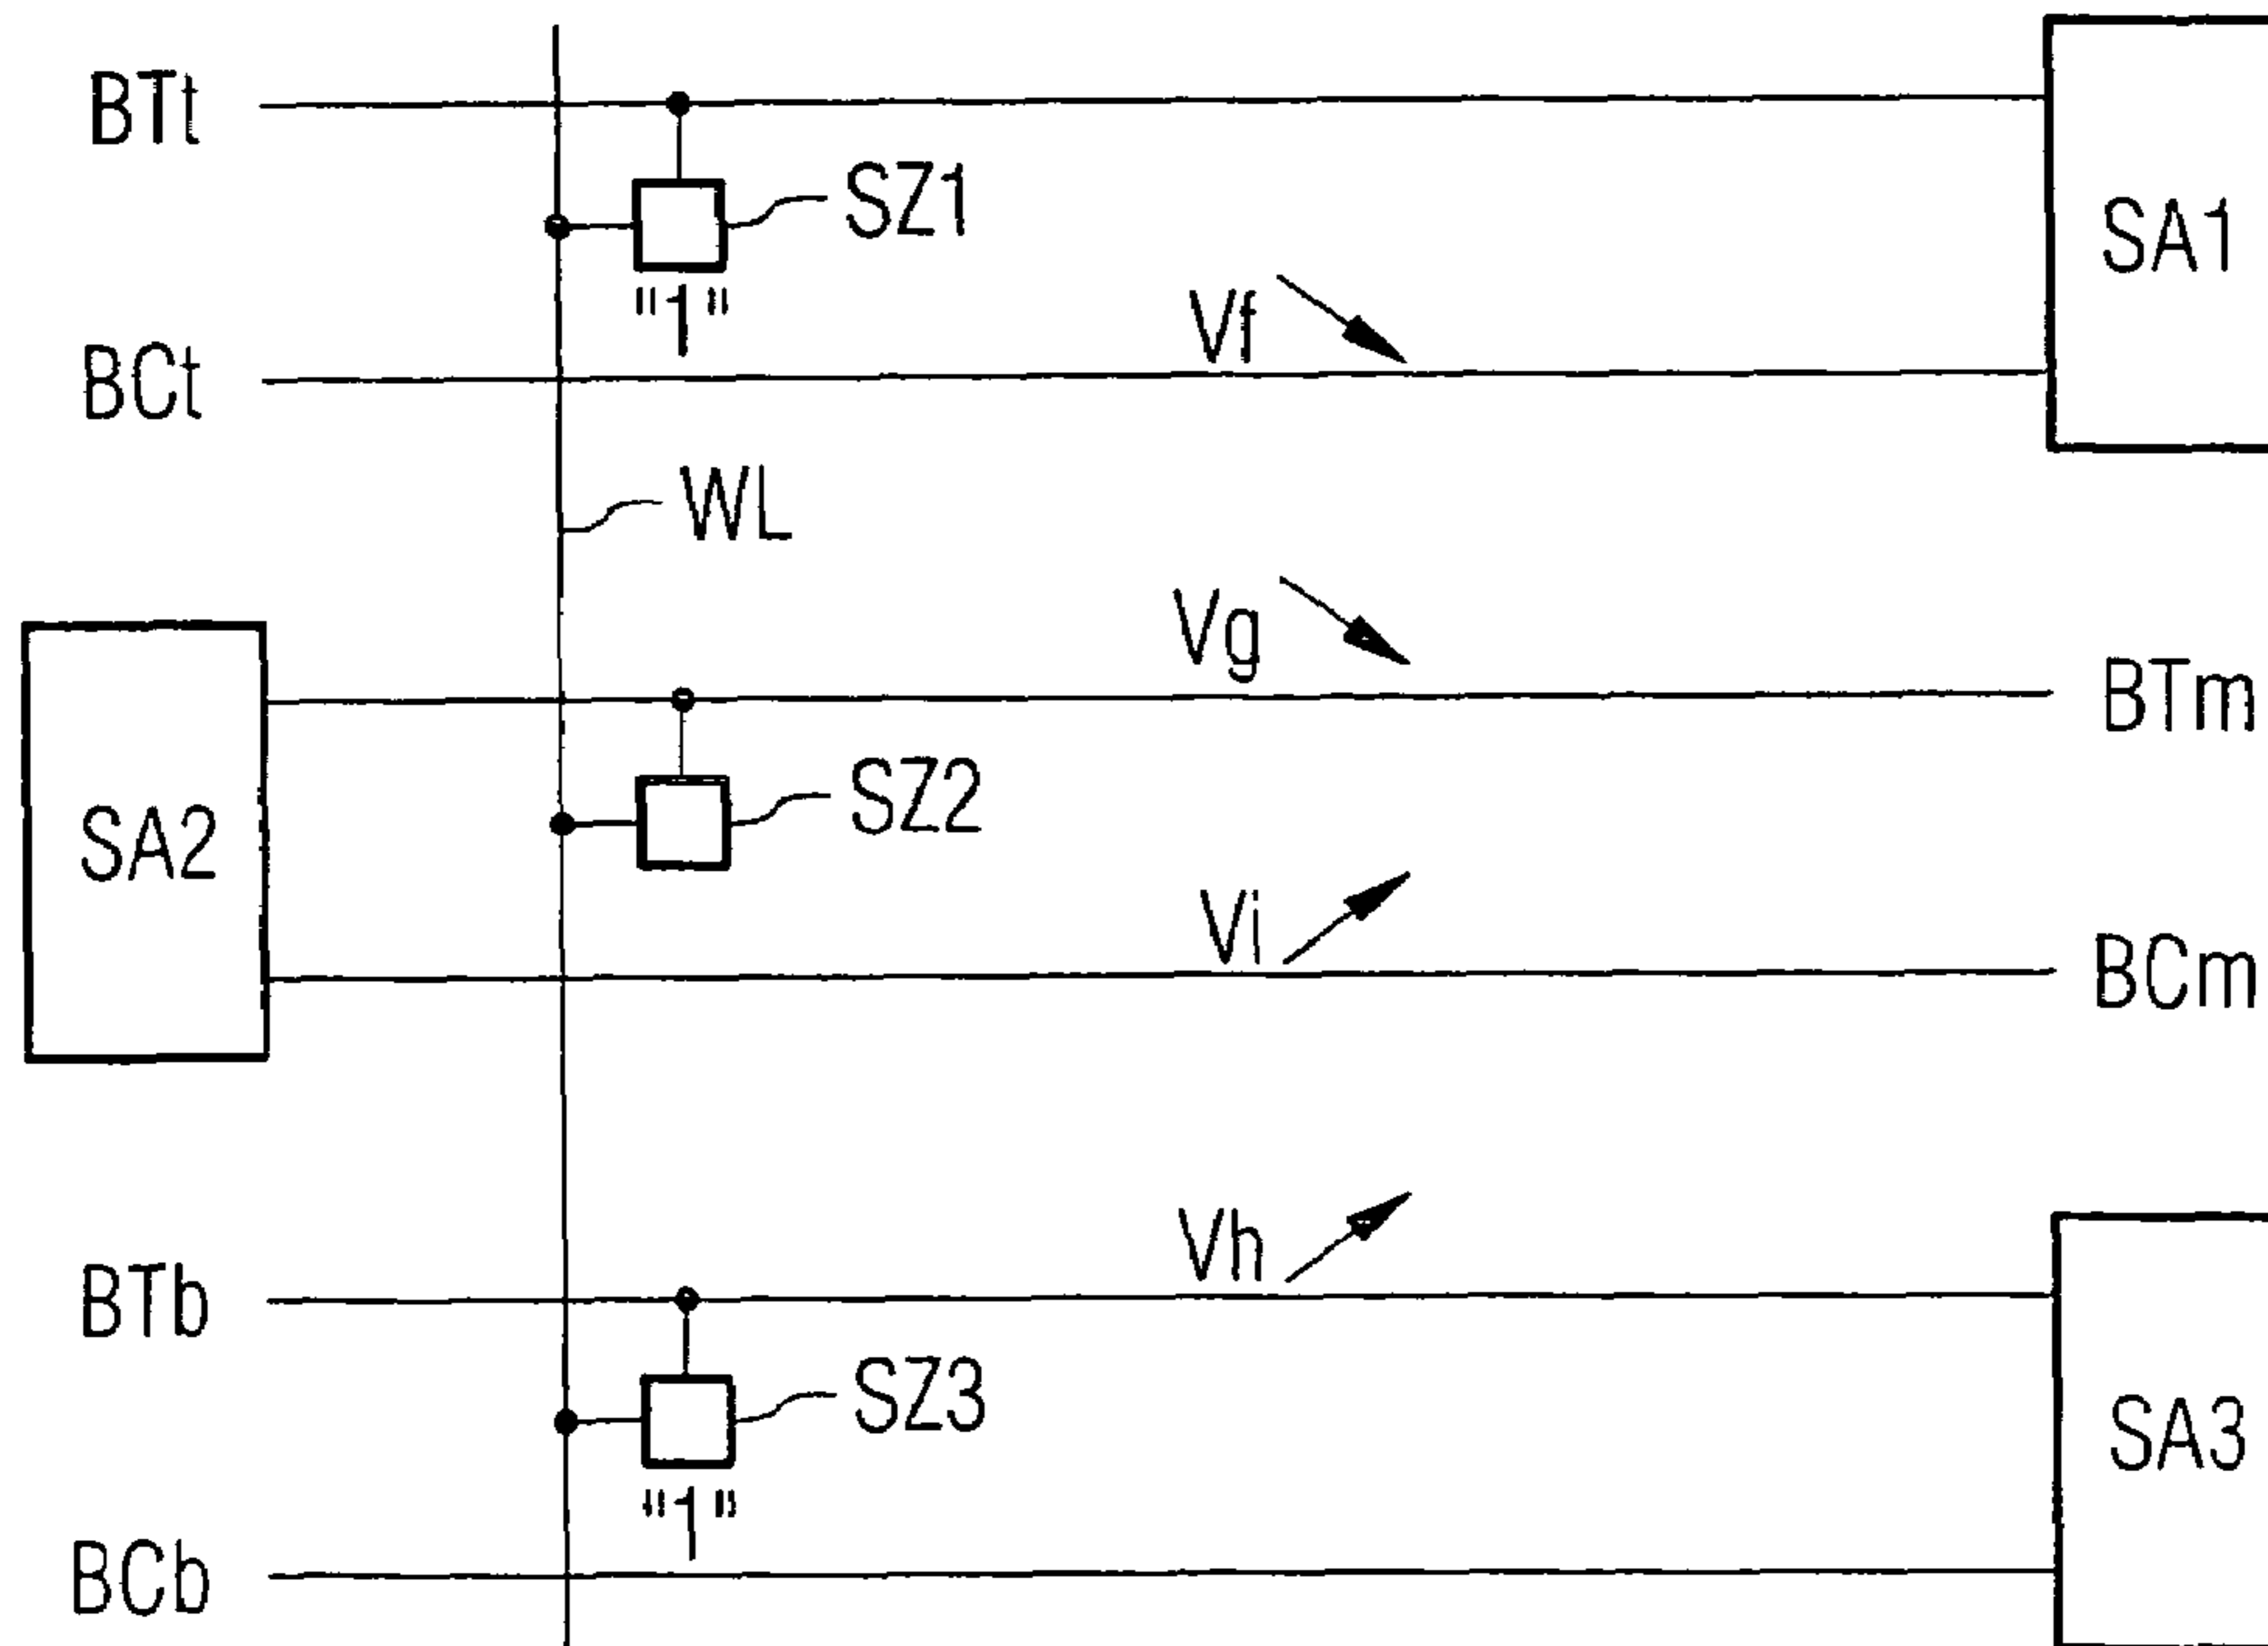 BTt
SZ1
SA1
"1"
Vf
BCt
WL
Vg
BTm
SZ2
SA2
Vi
BCm
Vh
BTb
SZ3
SA3
"1"
BCb